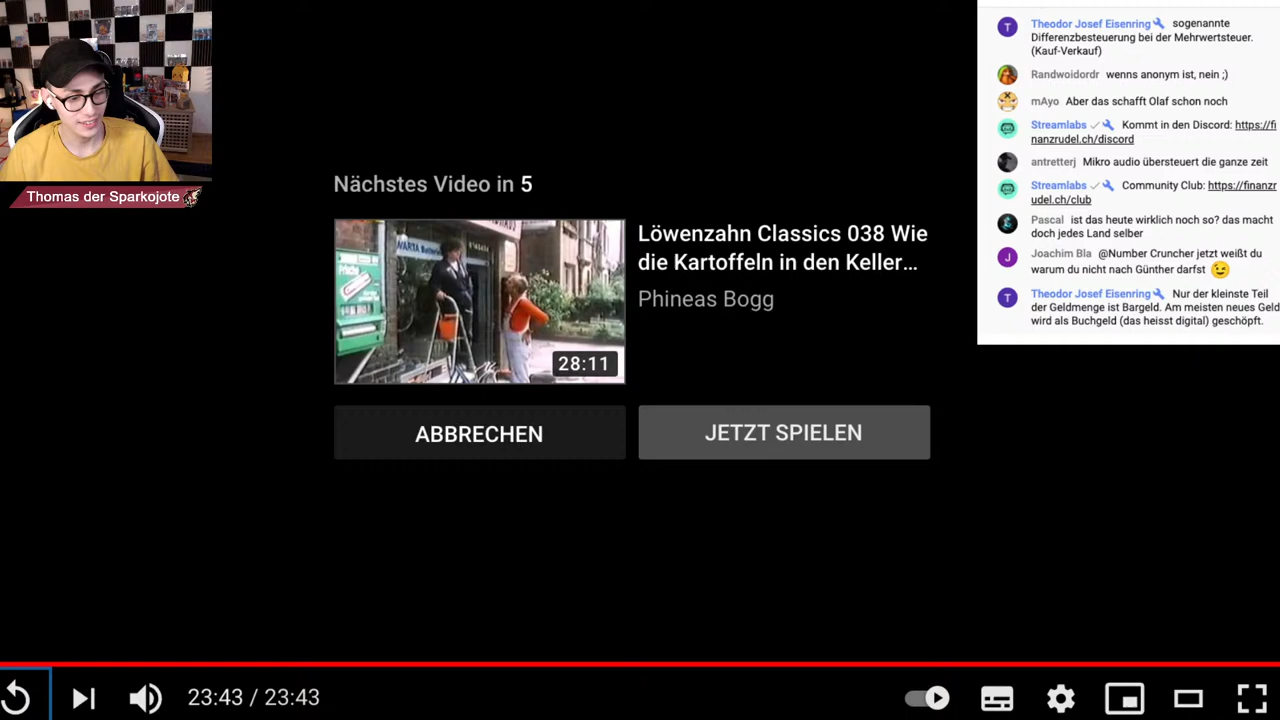 Thomas der Sparkojote
Nächstes Video in 5
WARTA Batterien
28:11
Löwenzahn Classics 038 Wie
die Kartoffeln in den Keller...
Phineas Bogg
ABBRECHEN
JETZT SPIELEN
T
Theodor Josef Eisenring sogenannte
Differenzbesteuerung bei der Mehrwertsteuer.
(Kauf-Verkauf)
Randwoidordr wenns anonym ist, nein ;)
mAyo Aber das schafft Olaf schon noch
Streamlabs Kommt in den Discord: https://fi
nanzrudel.ch/discord
antretterj Mikro audio übersteuert die ganze zeit
Streamlabs Community Club: https://finanz
rudel.ch/club
Pascal ist das heute wirklich noch so? das macht
doch jedes Land selber
J
Joachim Bla @Number Cruncher jetzt weißt du
warum du nicht nach Günther darfst 😉
T
Theodor Josef Eisenring Nur der kleinste Teil
der Geldmenge ist Bargeld. Am meisten neues Geld
wird als Buchgeld (das heisst digital) geschöpft.
23:43 / 23:43